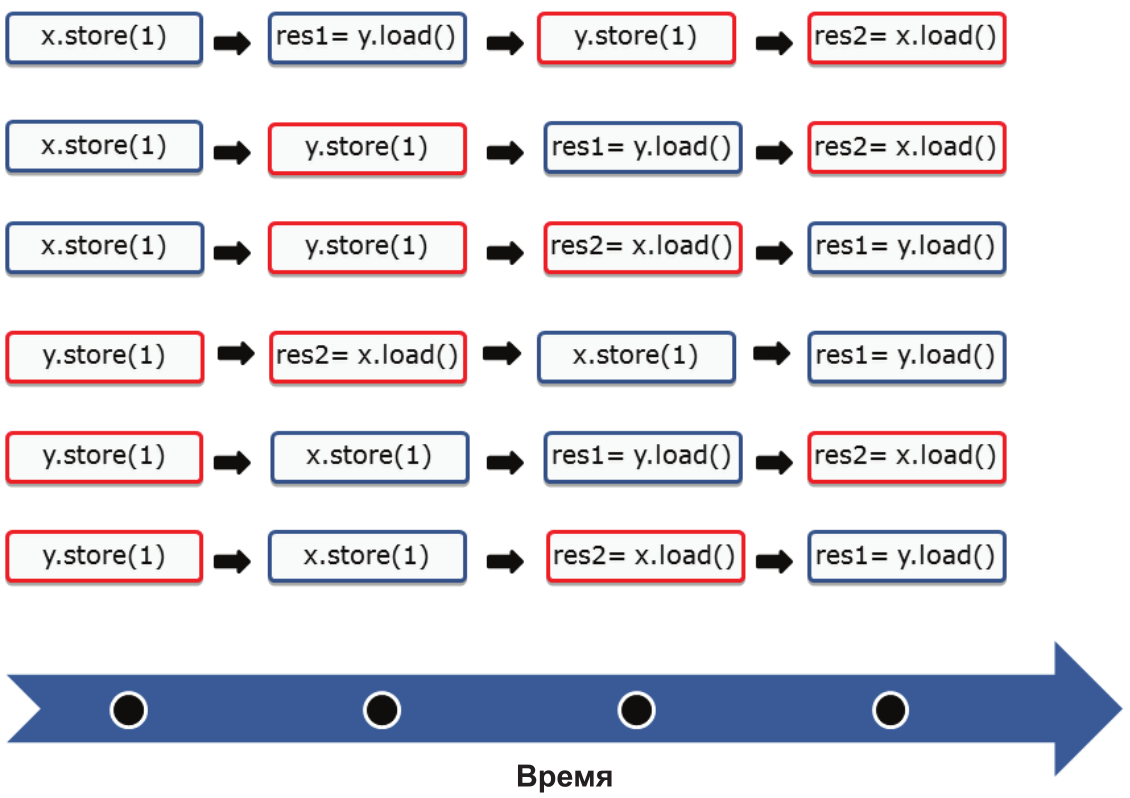 x.store(1) res1= y.load() y.store(1) res2= x.load()
x.store(1) y.store(1) res1= y.load() res2= x.load()
x.store(1) y.store(1) res2= x.load() res1= y.load()
y.store(1) res2= x.load() x.store(1) res1= y.load()
y.store(1) x.store(1) res1= y.load() res2= x.load()
y.store(1) x.store(1) res2= x.load() res1= y.load()
Время